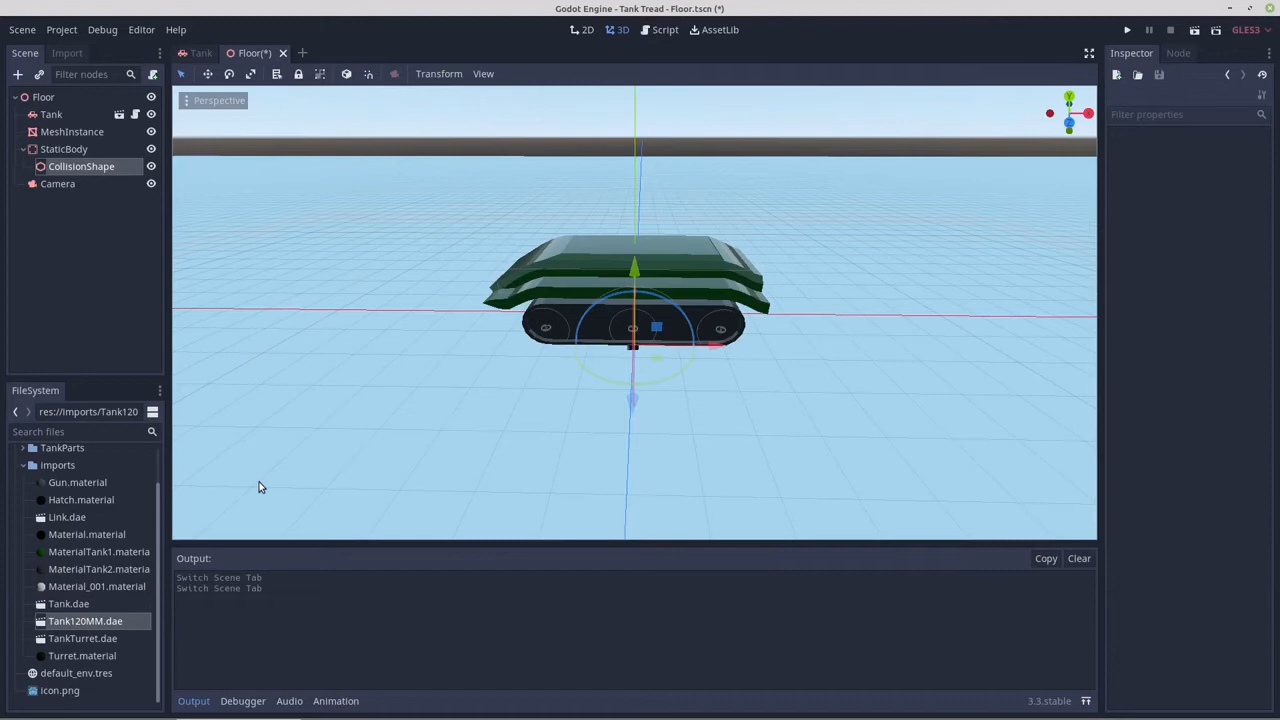 Godot Engine - Tank Tread - Floor.tscn (*)
Scene Project Debug Editor Help
2D 3D Script AssetLib
GLES3
Scene Import
Tank Floor(*)
Inspector Node
Filter nodes
Transform View
Perspective
Y
X
Z
Filter properties
Floor
Tank
MeshInstance
StaticBody
CollisionShape
Camera
FileSystem
res://Imports/Tank120
Search files
TankParts
imports
Gun.material
Hatch.material
Link.dae
Material.material
MaterialTank1.materia
MaterialTank2.materia
Material_001.material
Tank.dae
Tank120MM.dae
TankTurret.dae
Turret.material
default_env.tres
icon.png
Output:
Copy Clear
Switch Scene Tab
Switch Scene Tab
Output Debugger Audio Animation
3.3.stable